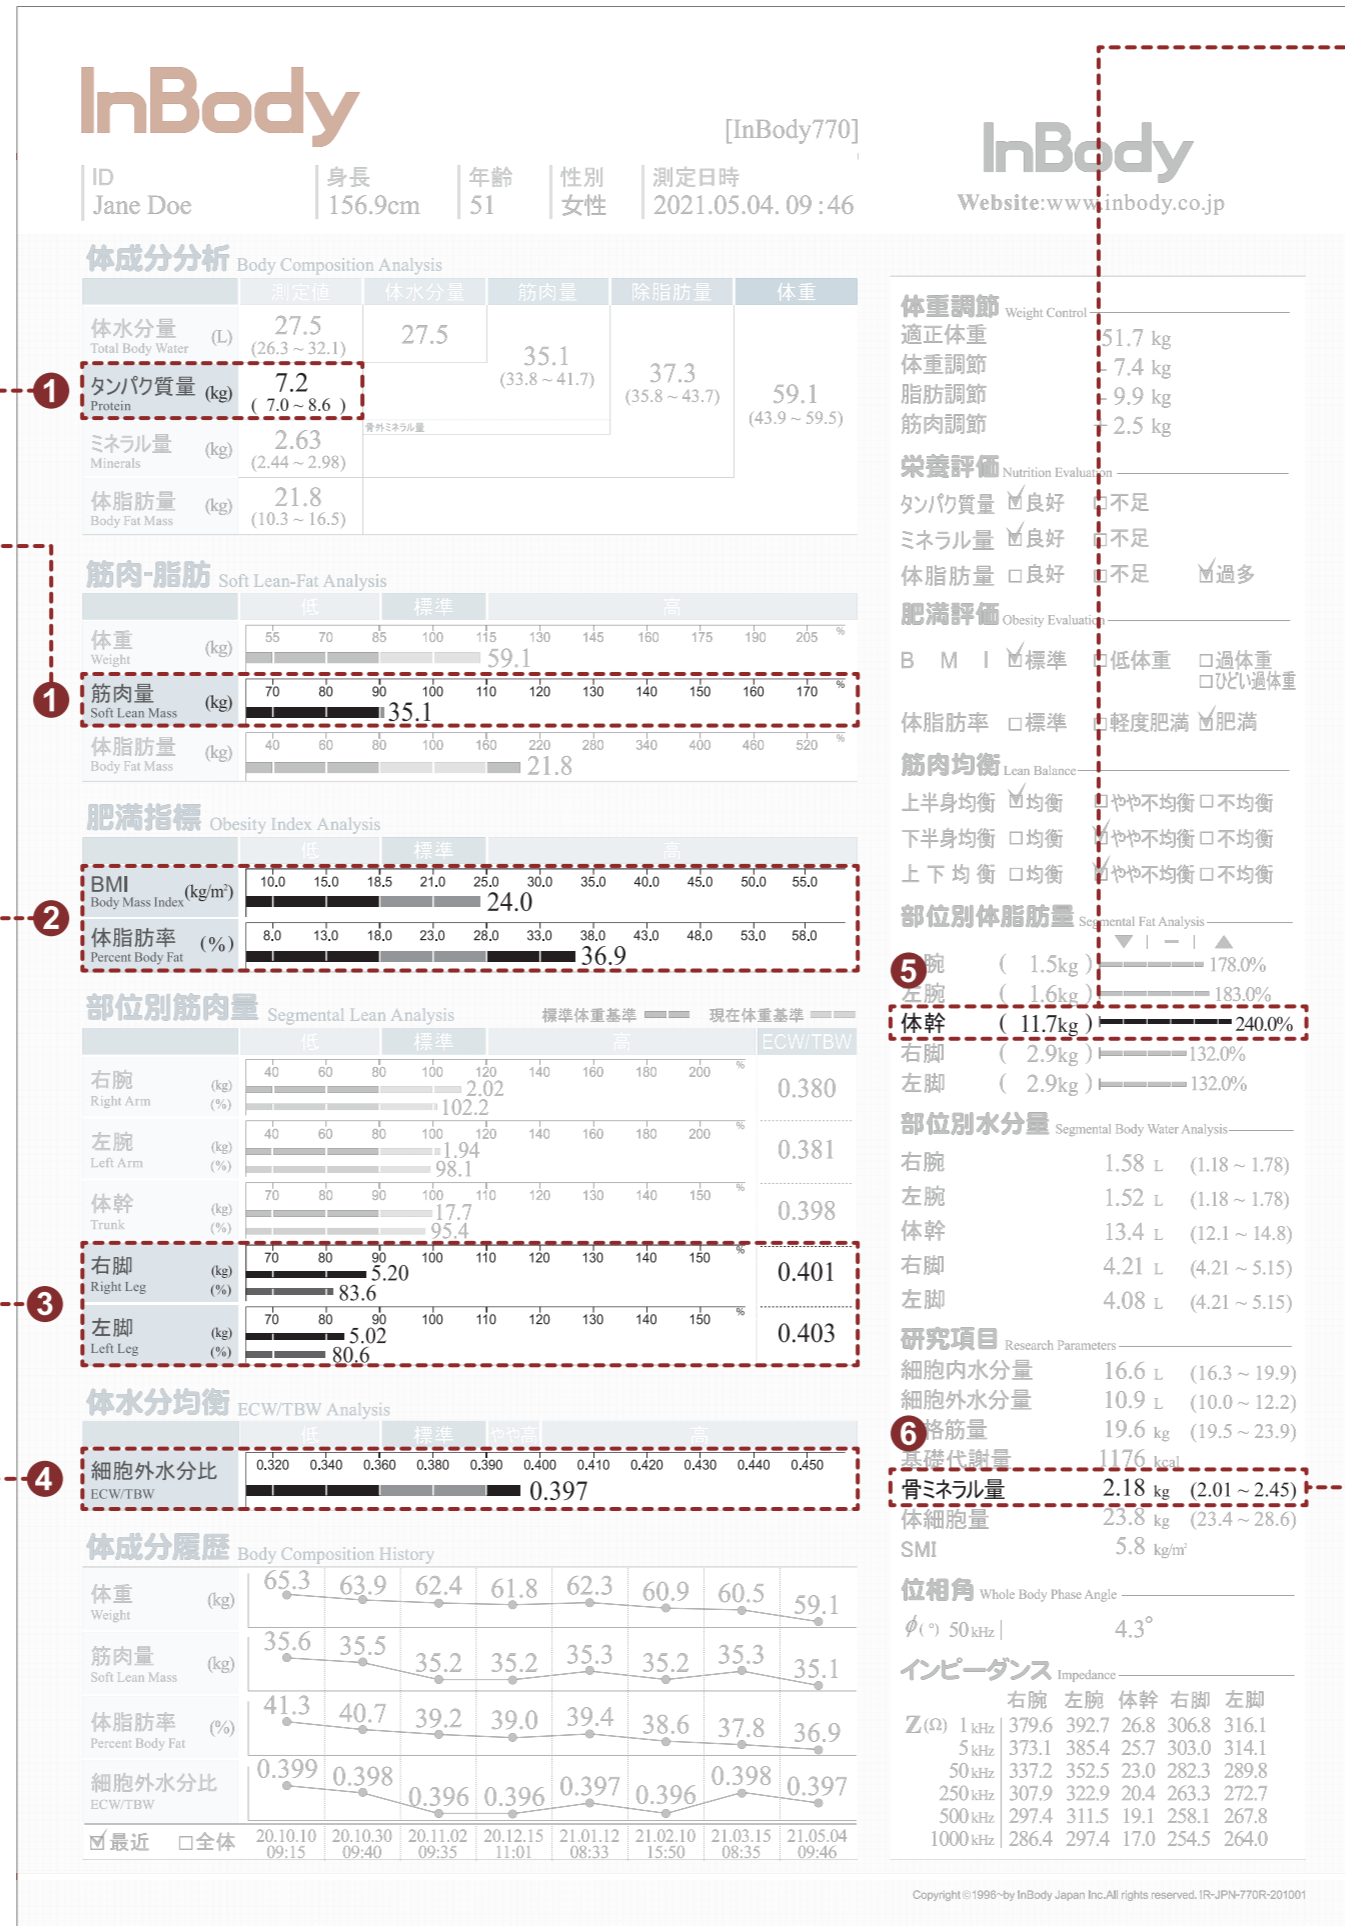 InBody
[InBody770]
ID 身長 年齢 性別 測定日時
Jane Doe 156.9cm 51 女性 2021.05.04. 09:46
体成分分析 Body Composition Analysis
測定値 体水分量 筋肉量 除脂肪量 体重
体水分量 (L) 27.5 27.5
Total Body Water (26.3 ~ 32.1)
35.1
(33.8 ~ 41.7)
37.3
(35.8 ~ 43.7)
59.1
(43.9 ~ 59.5)
1 タンパク質量 (kg) 7.2
Protein ( 7.0 ~ 8.6 )
骨外ミネラル量
ミネラル量 (kg) 2.63
Minerals (2.44 ~ 2.98)
体脂肪量 (kg) 21.8
Body Fat Mass (10.3 ~ 16.5)
筋肉-脂肪 Soft Lean-Fat Analysis
低 標準 高
体重 (kg) 55 70 85 100 115 130 145 160 175 190 205 %
Weight 59.1
1 筋肉量 (kg) 70 80 90 100 110 120 130 140 150 160 170 %
Soft Lean Mass 35.1
体脂肪量 (kg) 40 60 80 100 160 220 280 340 400 460 520 %
Body Fat Mass 21.8
肥満指標 Obesity Index Analysis
低 標準 高
2
BMI (kg/m²) 10.0 15.0 18.5 21.0 25.0 30.0 35.0 40.0 45.0 50.0 55.0
Body Mass Index 24.0
体脂肪率 (%) 8.0 13.0 18.0 23.0 28.0 33.0 38.0 43.0 48.0 53.0 58.0
Percent Body Fat 36.9
部位別筋肉量 Segmental Lean Analysis 標準体重基準 現在体重基準
低 標準 高 ECW/TBW
右腕 (kg) 40 60 80 100 120 140 160 180 200 %
Right Arm (%) 2.02 0.380
102.2
左腕 (kg) 40 60 80 100 120 140 160 180 200 %
Left Arm (%) 1.94 0.381
98.1
体幹 (kg) 70 80 90 100 110 120 130 140 150 %
Trunk (%) 17.7 0.398
95.4
3
右脚 (kg) 70 80 90 100 110 120 130 140 150 %
Right Leg (%) 5.20 0.401
83.6
左脚 (kg) 70 80 90 100 110 120 130 140 150 %
Left Leg (%) 5.02 0.403
80.6
体水分均衡 ECW/TBW Analysis
低 標準 やや高 高
4 細胞外水分比 0.320 0.340 0.360 0.380 0.390 0.400 0.410 0.420 0.430 0.440 0.450
ECW/TBW 0.397
体成分履歴 Body Composition History
体重 (kg) 65.3 63.9 62.4 61.8 62.3 60.9 60.5 59.1
Weight
筋肉量 (kg) 35.6 35.5 35.2 35.2 35.3 35.2 35.3 35.1
Soft Lean Mass
体脂肪率 (%) 41.3 40.7 39.2 39.0 39.4 38.6 37.8 36.9
Percent Body Fat
細胞外水分比 0.399 0.398 0.396 0.396 0.397 0.396 0.398 0.397
ECW/TBW
最近 全体 20.10.10 20.10.30 20.11.02 20.12.15 21.01.12 21.02.10 21.03.15 21.05.04
09:15 09:40 09:35 11:01 08:33 15:50 08:35 09:46
InBody
Website:www.inbody.co.jp
体重調節 Weight Control
適正体重 51.7 kg
体重調節 - 7.4 kg
脂肪調節 - 9.9 kg
筋肉調節 + 2.5 kg
栄養評価 Nutrition Evaluation
タンパク質量 良好 不足
ミネラル量 良好 不足
体脂肪量 良好 不足 過多
肥満評価 Obesity Evaluation
B M I 標準 低体重 過体重
ひどい過体重
体脂肪率 標準 軽度肥満 肥満
筋肉均衡 Lean Balance
上半身均衡 均衡 やや不均衡 不均衡
下半身均衡 均衡 やや不均衡 不均衡
上下均衡 均衡 やや不均衡 不均衡
部位別体脂肪量 Segmental Fat Analysis
5
腕 ( 1.5kg ) 178.0%
左腕 ( 1.6kg ) 183.0%
体幹 ( 11.7kg ) 240.0%
右脚 ( 2.9kg ) 132.0%
左脚 ( 2.9kg ) 132.0%
部位別水分量 Segmental Body Water Analysis
右腕 1.58 L (1.18 ~ 1.78)
左腕 1.52 L (1.18 ~ 1.78)
体幹 13.4 L (12.1 ~ 14.8)
右脚 4.21 L (4.21 ~ 5.15)
左脚 4.08 L (4.21 ~ 5.15)
研究項目 Research Parameters
細胞内水分量 16.6 L (16.3 ~ 19.9)
細胞外水分量 10.9 L (10.0 ~ 12.2)
6 格筋量 19.6 kg (19.5 ~ 23.9)
基礎代謝量 1176 kcal
骨ミネラル量 2.18 kg (2.01 ~ 2.45)
体細胞量 23.8 kg (23.4 ~ 28.6)
SMI 5.8 kg/m²
位相角 Whole Body Phase Angle
ϕ(°) 50kHz 4.3°
インピーダンス Impedance
右腕 左腕 体幹 右脚 左脚
Z(Ω) 1kHz 379.6 392.7 26.8 306.8 316.1
5kHz 373.1 385.4 25.7 303.0 314.1
50kHz 337.2 352.5 23.0 282.3 289.8
250kHz 307.9 322.9 20.4 263.3 272.7
500kHz 297.4 311.5 19.1 258.1 267.8
1000kHz 286.4 297.4 17.0 254.5 264.0
Copyright©1996~by InBody Japan Inc.All rights reserved. IR-JPN-770R-201001